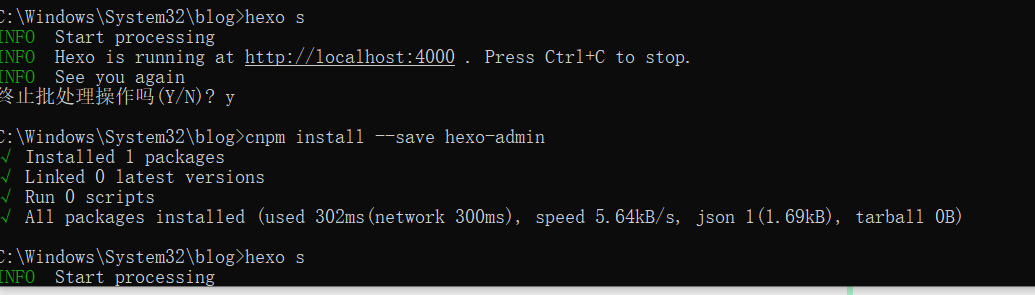 C:\Windows\System32\blog>hexo s
INFO  Start processing
INFO  Hexo is running at http://localhost:4000 . Press Ctrl+C to stop.
INFO  See you again
终止批处理操作吗(Y/N)? y
C:\Windows\System32\blog>cnpm install --save hexo-admin
√ Installed 1 packages
√ Linked 0 latest versions
√ Run 0 scripts
√ All packages installed (used 302ms(network 300ms), speed 5.64kB/s, json 1(1.69kB), tarball 0B)
C:\Windows\System32\blog>hexo s
INFO  Start processing